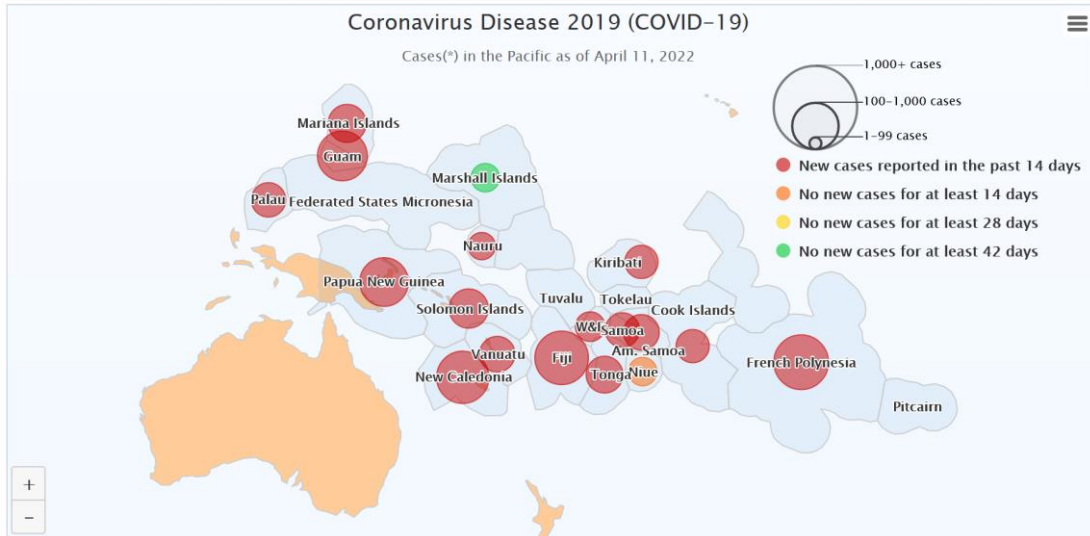 Coronavirus Disease 2019 (COVID-19)
Cases(*) in the Pacific as of April 11, 2022
1,000+ cases
100-1,000 cases
1-99 cases
New cases reported in the past 14 days
No new cases for at least 14 days
No new cases for at least 28 days
No new cases for at least 42 days
Mariana Islands
Guam
Marshall Islands
Palau
Federated States Micronesia
Nauru
Kiribati
Papua New Guinea
Tuvalu
Tokelau
Solomon Islands
Cook Islands
W&I
Samoa
Am. Samoa
Vanuatu
Fiji
French Polynesia
New Caledonia
Tonga
Niue
Pitcairn
+
−